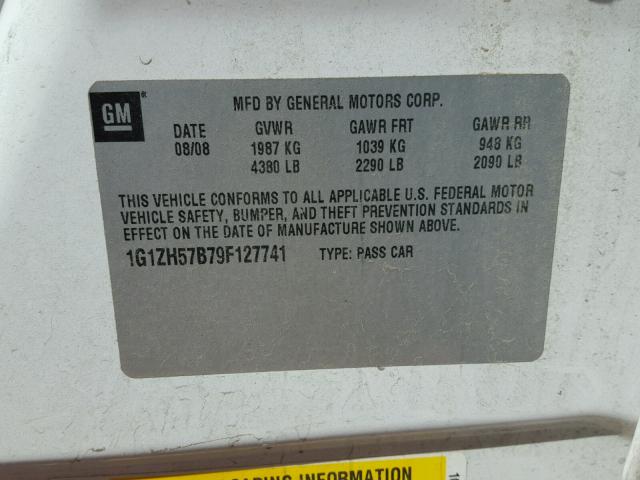 GM
MFD BY GENERAL MOTORS CORP.
DATE GVWR GAWR FRT GAWR RR
08/08 1987 KG 1039 KG 948 KG
4380 LB 2290 LB 2090 LB
THIS VEHICLE CONFORMS TO ALL APPLICABLE U.S. FEDERAL MOTOR
VEHICLE SAFETY, BUMPER, AND THEFT PREVENTION STANDARDS IN
EFFECT ON THE DATE OF MANUFACTURE SHOWN ABOVE.
1G1ZH57B79F127741 TYPE: PASS CAR
INFORMATION